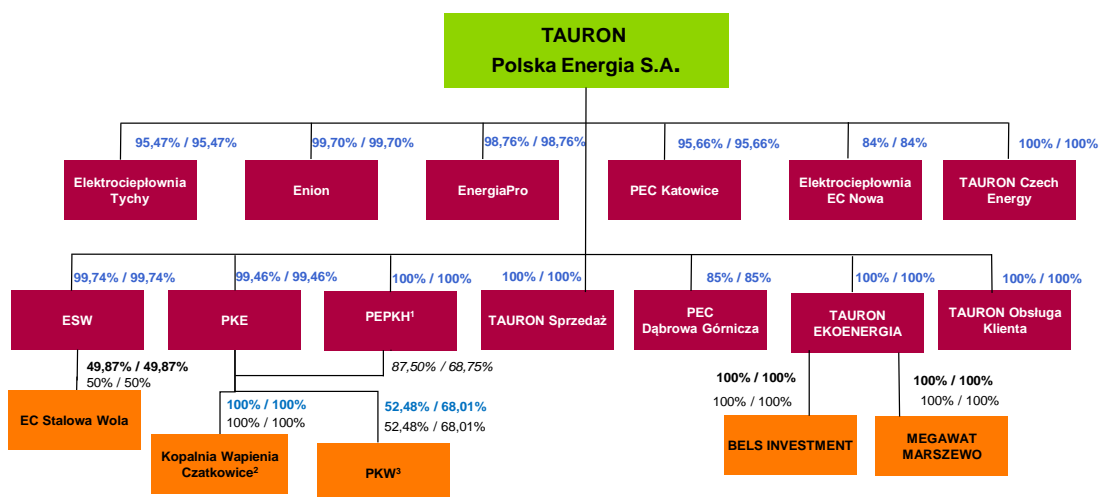 TAURON
Polska Energia S.A.
95,47% / 95,47%
99,70% / 99,70%
98,76% / 98,76%
95,66% / 95,66%
84% / 84%
100% / 100%
Elektrociepłownia
Tychy
Enion
EnergiaPro
PEC Katowice
Elektrociepłownia
EC Nowa
TAURON Czech
Energy
99,74% / 99,74%
99,46% / 99,46%
100% / 100%
100% / 100%
85% / 85%
100% / 100%
100% / 100%
ESW
PKE
PEPKH¹
TAURON Sprzedaż
PEC
Dąbrowa Górnicza
TAURON
EKOENERGIA
TAURON Obsługa
Klienta
49,87% / 49,87%
50% / 50%
87,50% / 68,75%
100% / 100%
100% / 100%
100% / 100%
100% / 100%
EC Stalowa Wola
100% / 100%
100% / 100%
52,48% / 68,01%
52,48% / 68,01%
Kopalnia Wapienia
Czatkowice²
PKW³
BELS INVESTMENT
MEGAWAT
MARSZEWO